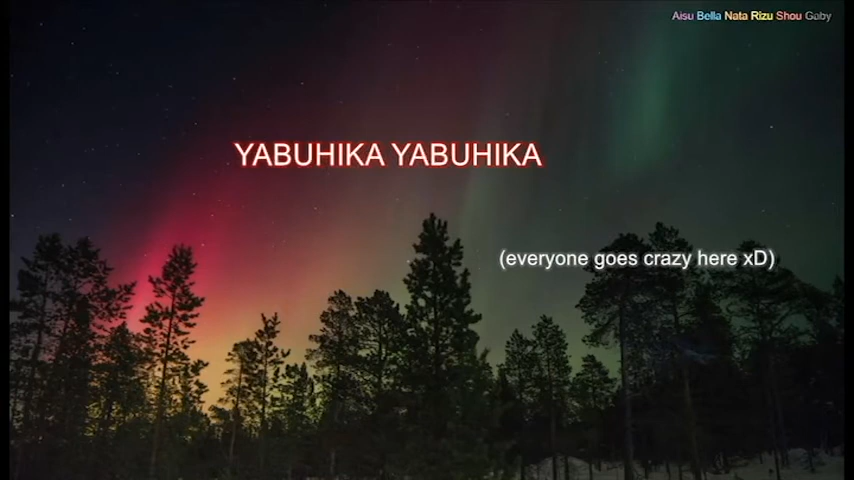 Aisu Bella Nata Rizu Shou Gaby
YABUHIKA YABUHIKA
(everyone goes crazy here xD)